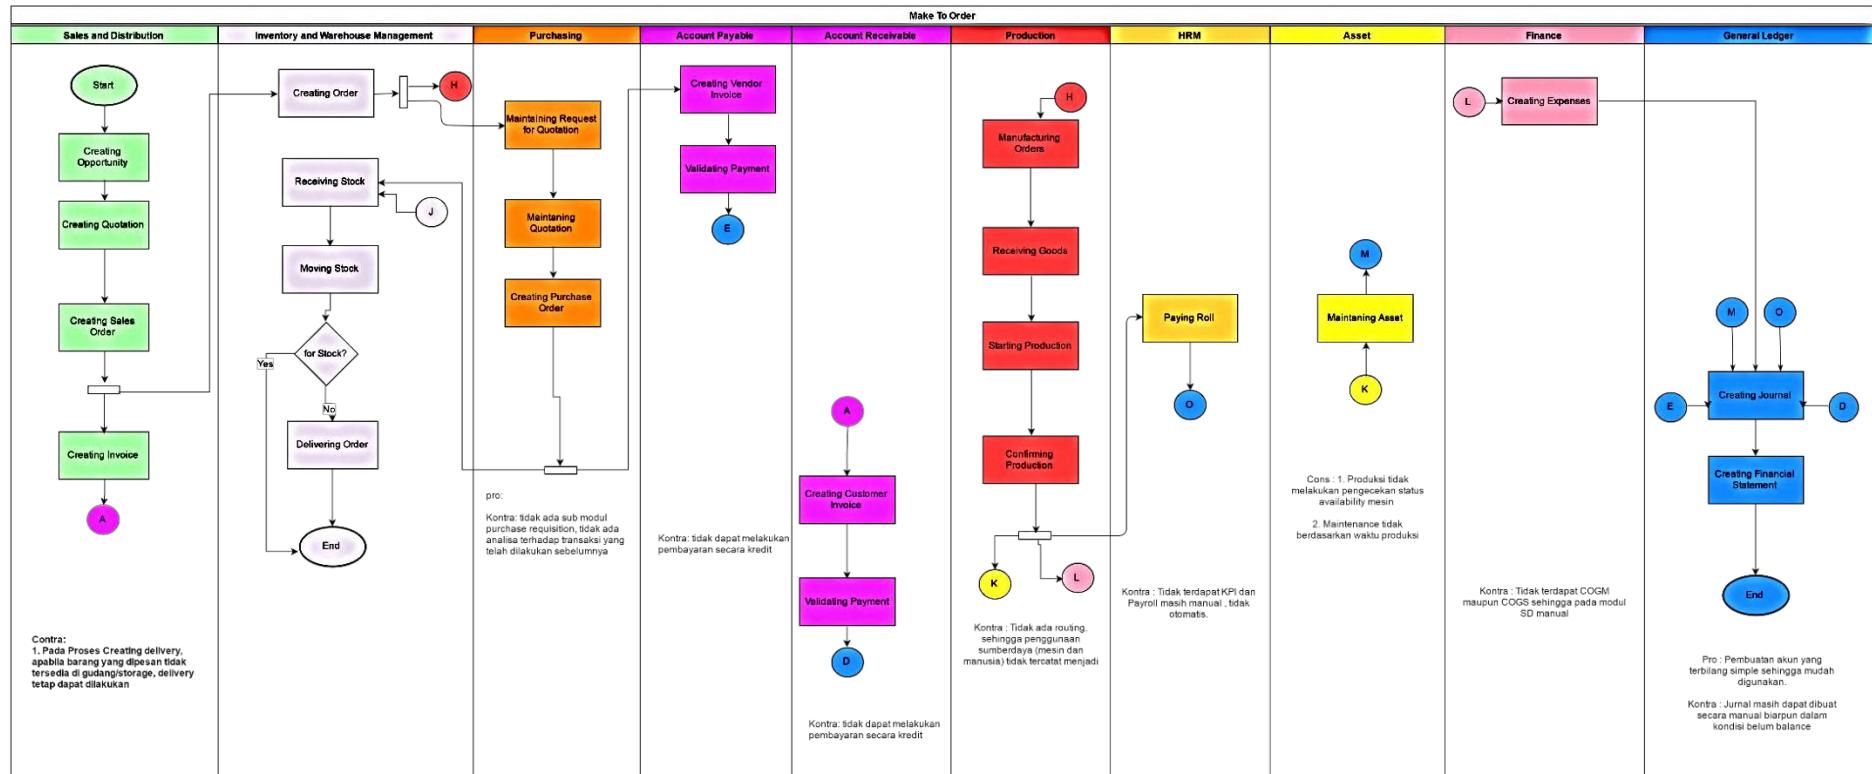 Make To Order
Sales and Distribution
Inventory and Warehouse Management
Purchasing
Account Payable
Account Receivable
Production
HRM
Asset
Finance
General Ledger
Start
Creating
Opportunity
Creating Quotation
Creating Sales
Order
Creating Invoice
A
Contra:
1. Pada Proses Creating delivery,
apabila barang yang dipesan tidak
tersedia di gudang/storage, delivery
tetap dapat dilakukan
Creating Order
H
Receiving Stock
J
Moving Stock
for Stock?
Yes
No
Delivering Order
End
Maintaining Request
for Quotation
Maintaning
Quotation
Creating Purchase
Order
pro:
Kontra: tidak ada sub modul
purchase requisition, tidak ada
analisa terhadap transaksi yang
telah dilakukan sebelumnya
Creating Vendor
Invoice
Validating Payment
E
Kontra: tidak dapat melakukan
pembayaran secara kredit
A
Creating Customer
Invoice
Validating Payment
D
Kontra: tidak dapat melakukan
pembayaran secara kredit
H
Manufacturing
Orders
Receiving Goods
Starting Production
Confirming
Production
K
L
Kontra : Tidak ada routing,
sehingga penggunaan
sumberdaya (mesin dan
manusia) tidak tercatat menjadi
Paying Roll
O
Kontra : Tidak terdapat KPI dan
Payroll masih manual , tidak
otomatis.
M
Maintaning Asset
K
Cons : 1. Produksi tidak
melakukan pengecekan status
availability mesin
2. Maintenance tidak
berdasarkan waktu produksi
L
Creating Expenses
Kontra : Tidak terdapat COGM
maupun COGS sehingga pada modul
SD manual
M
O
E
Creating Journal
D
Creating Financial
Statement
End
Pro : Pembuatan akun yang
terbilang simple sehingga mudah
digunakan.
Kontra : Jurnal masih dapat dibuat
secara manual biarpun dalam
kondisi belum balance